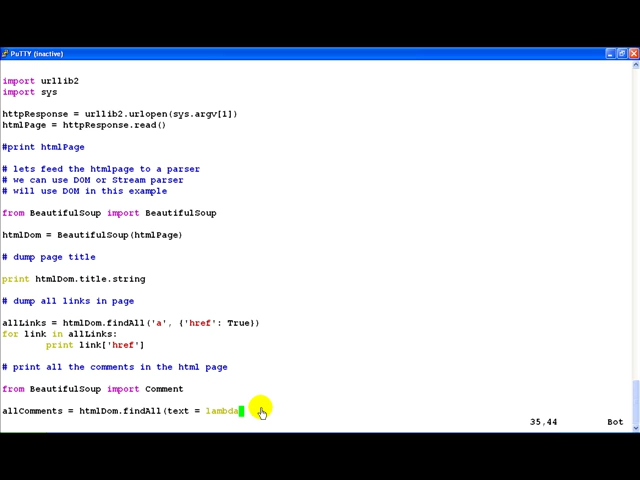 PuTTY (inactive)
import urllib2
import sys
httpResponse = urllib2.urlopen(sys.argv[1])
htmlPage = httpResponse.read()
#print htmlPage
# lets feed the htmlpage to a parser
# we can use DOM or Stream parser
# will use DOM in this example
from BeautifulSoup import BeautifulSoup
htmlDom = BeautifulSoup(htmlPage)
# dump page title
print htmlDom.title.string
# dump all links in page
allLinks = htmlDom.findAll('a', {'href': True})
for link in allLinks:
        print link['href']
# print all the comments in the html page
from BeautifulSoup import Comment
allComments = htmlDom.findAll(text = lambda
35,44 Bot